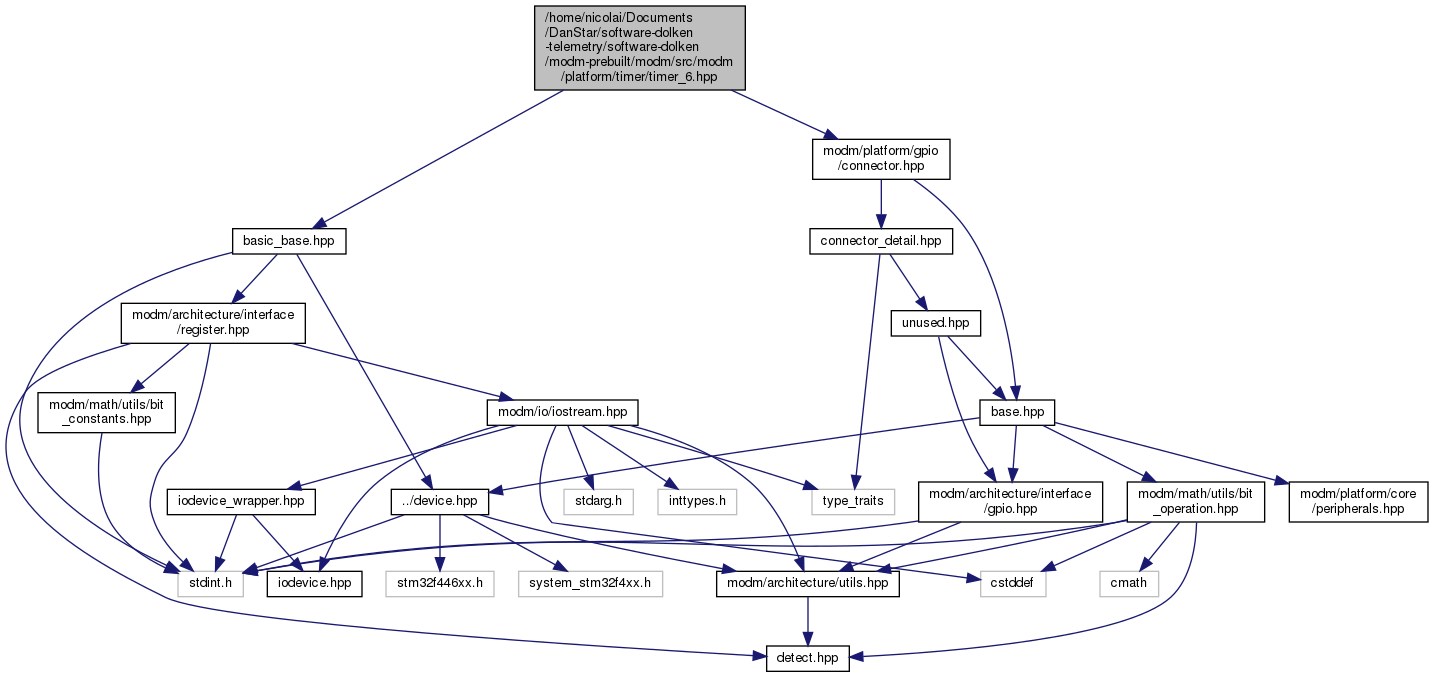 /home/nicolai/Documents
/DanStar/software-dolken
-telemetry/software-dolken
/modm-prebuilt/modm/src/modm
/platform/timer/timer_6.hpp
modm/platform/gpio
/connector.hpp
basic_base.hpp
connector_detail.hpp
modm/architecture/interface
/register.hpp
unused.hpp
modm/math/utils/bit
_constants.hpp
modm/io/iostream.hpp
base.hpp
iodevice_wrapper.hpp
../device.hpp
stdarg.h
inttypes.h
type_traits
modm/architecture/interface
/gpio.hpp
modm/math/utils/bit
_operation.hpp
modm/platform/core
/peripherals.hpp
stdint.h
iodevice.hpp
stm32f446xx.h
system_stm32f4xx.h
modm/architecture/utils.hpp
cstddef
cmath
detect.hpp